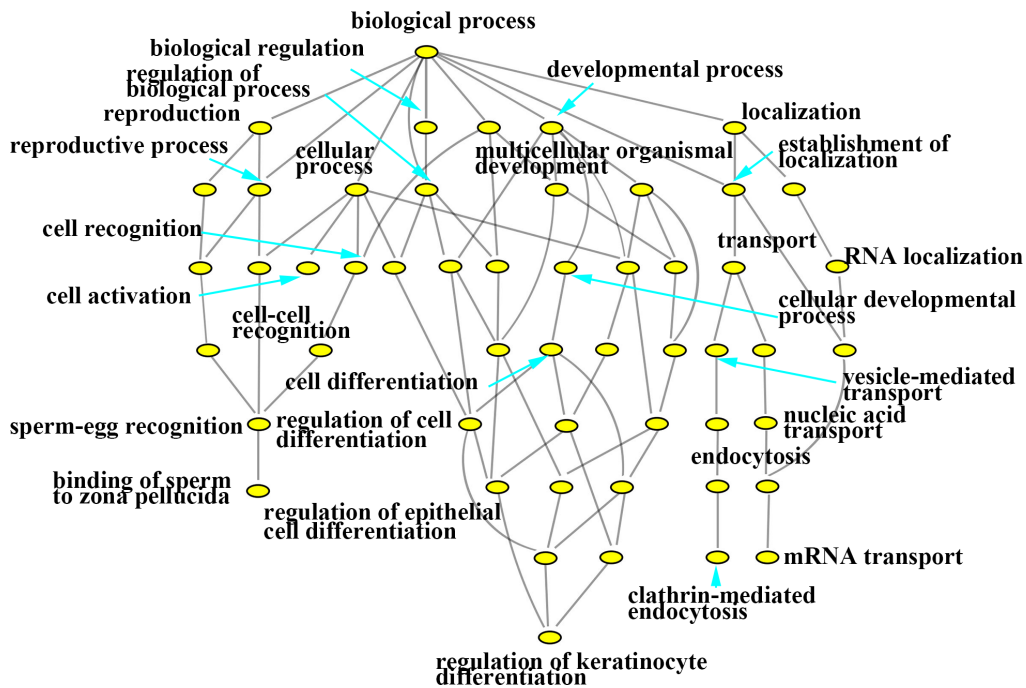 biological process
biological regulation
developmental process
regulation of
biological process
reproduction
localization
reproductive process
cellular
process
multicellular organismal
development
establishment of
localization
cell recognition
transport
RNA localization
cell activation
cellular developmental
process
cell-cell
recognition
cell differentiation
vesicle-mediated
transport
sperm-egg recognition
regulation of cell
differentiation
nucleic acid
transport
endocytosis
binding of sperm
to zona pellucida
regulation of epithelial
cell differentiation
mRNA transport
clathrin-mediated
endocytosis
regulation of keratinocyte
differentiation